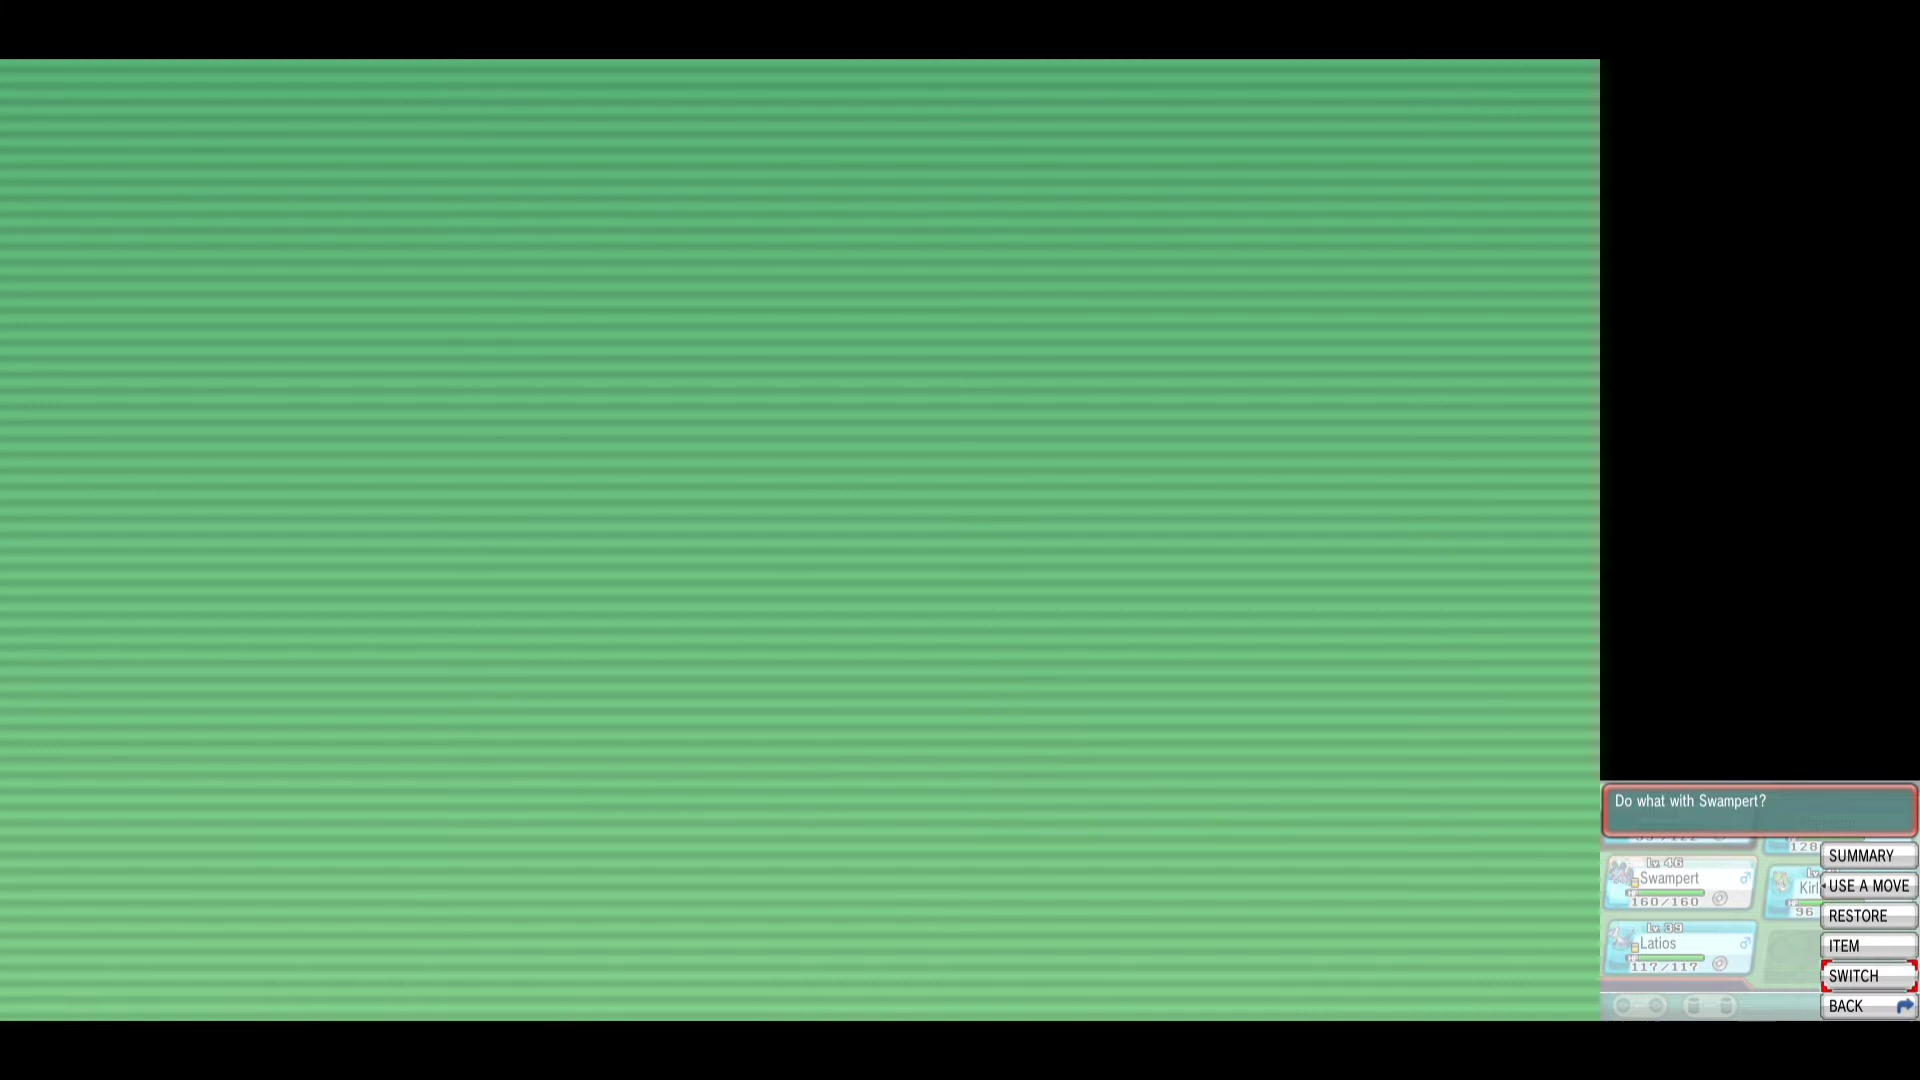 Do what with Swampert?
128
SUMMARY
Lv. 46
Swampert ♂
USE A MOVE
Kirl
160/160
96
RESTORE
Lv. 39
Latios ♂
ITEM
117/117
SWITCH
BACK